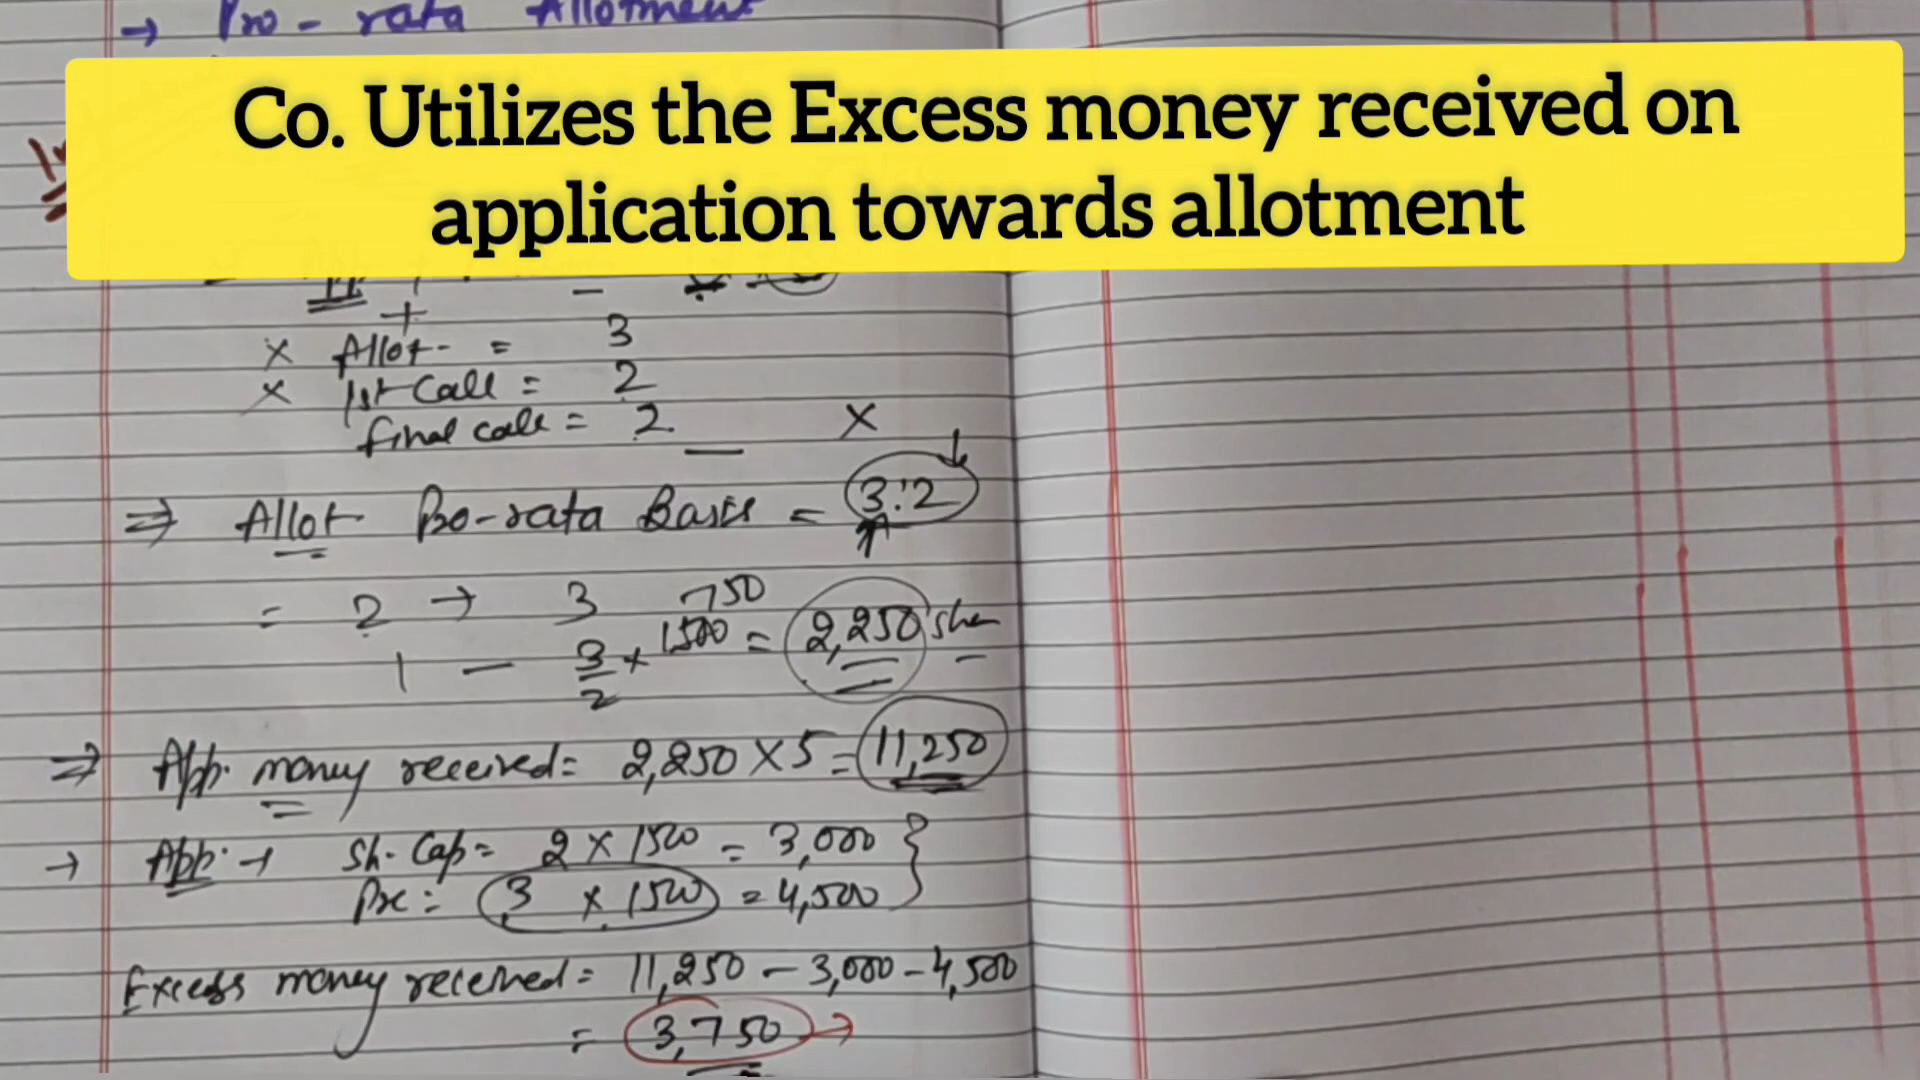 → Pro - rata Allotment
Co. Utilizes the Excess money received on
application towards allotment
+
x Allot- = 3
x 1st Call = 2
final call = 2. x
⇒ Allot Pro-rata Basis = 3:2
= 2 → 3 750
1 — 3/2 x 1500 = 2,250 she
⇒ App. money received = 2,250 X 5 = 11,250
→ App. → Sh. Cap = 2 x 1500 = 3,000 }
Pre = 3 x 1500 = 4,500
Excess money received = 11,250 - 3,000 - 4,500
= 3,750 →